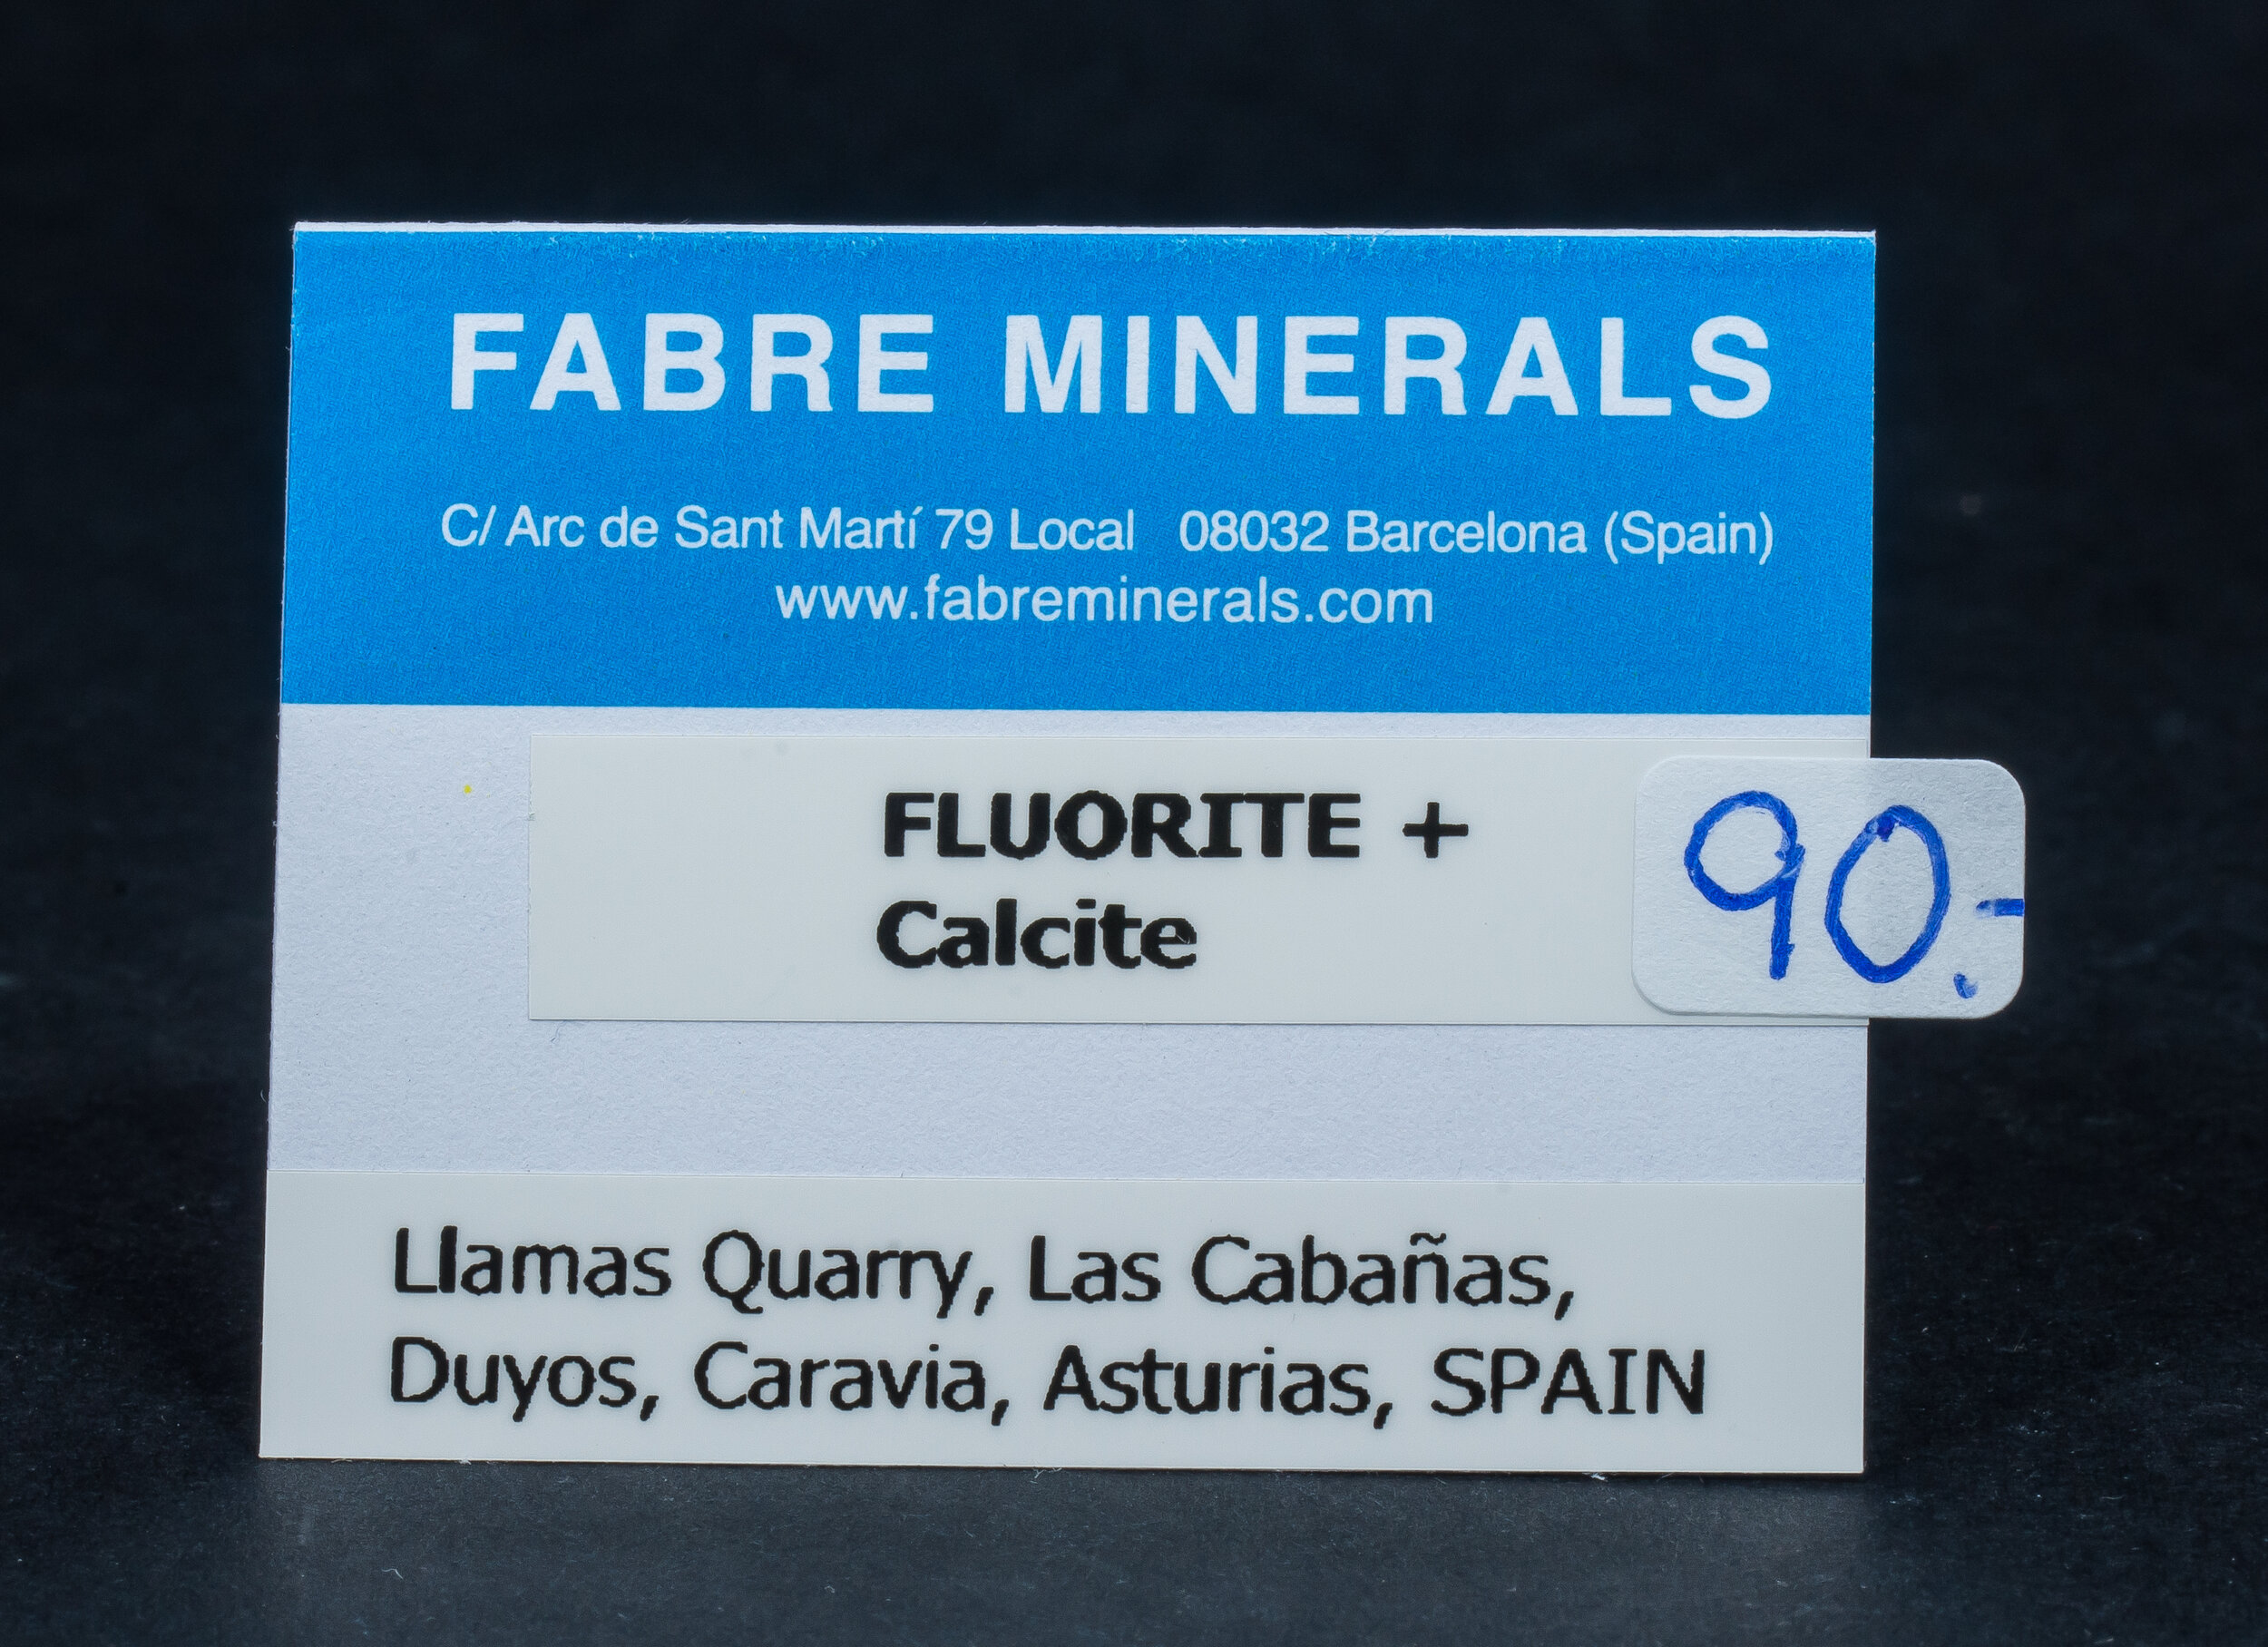 FABRE MINERALS
C/ Arc de Sant Martí 79 Local 08032 Barcelona (Spain)
www.fabreminerals.com
FLUORITE +
Calcite
90.-
Llamas Quarry, Las Cabañas,
Duyos, Caravia, Asturias, SPAIN